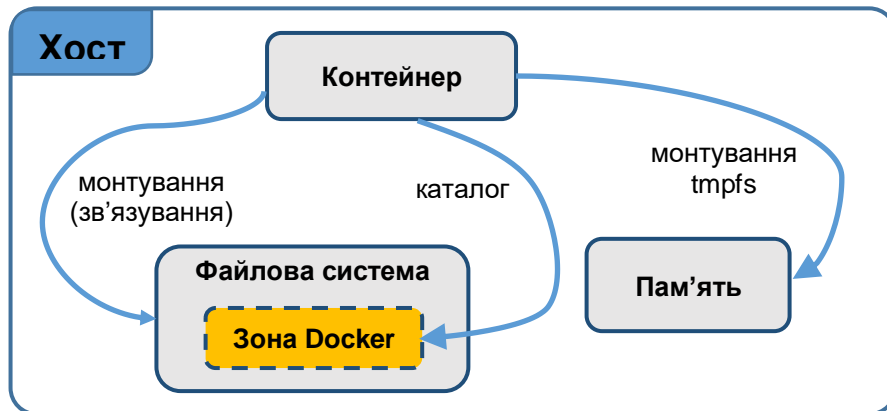 Хост
Контейнер
монтування
(зв’язування)
каталог
монтування
tmpfs
Файлова система
Зона Docker
Пам’ять